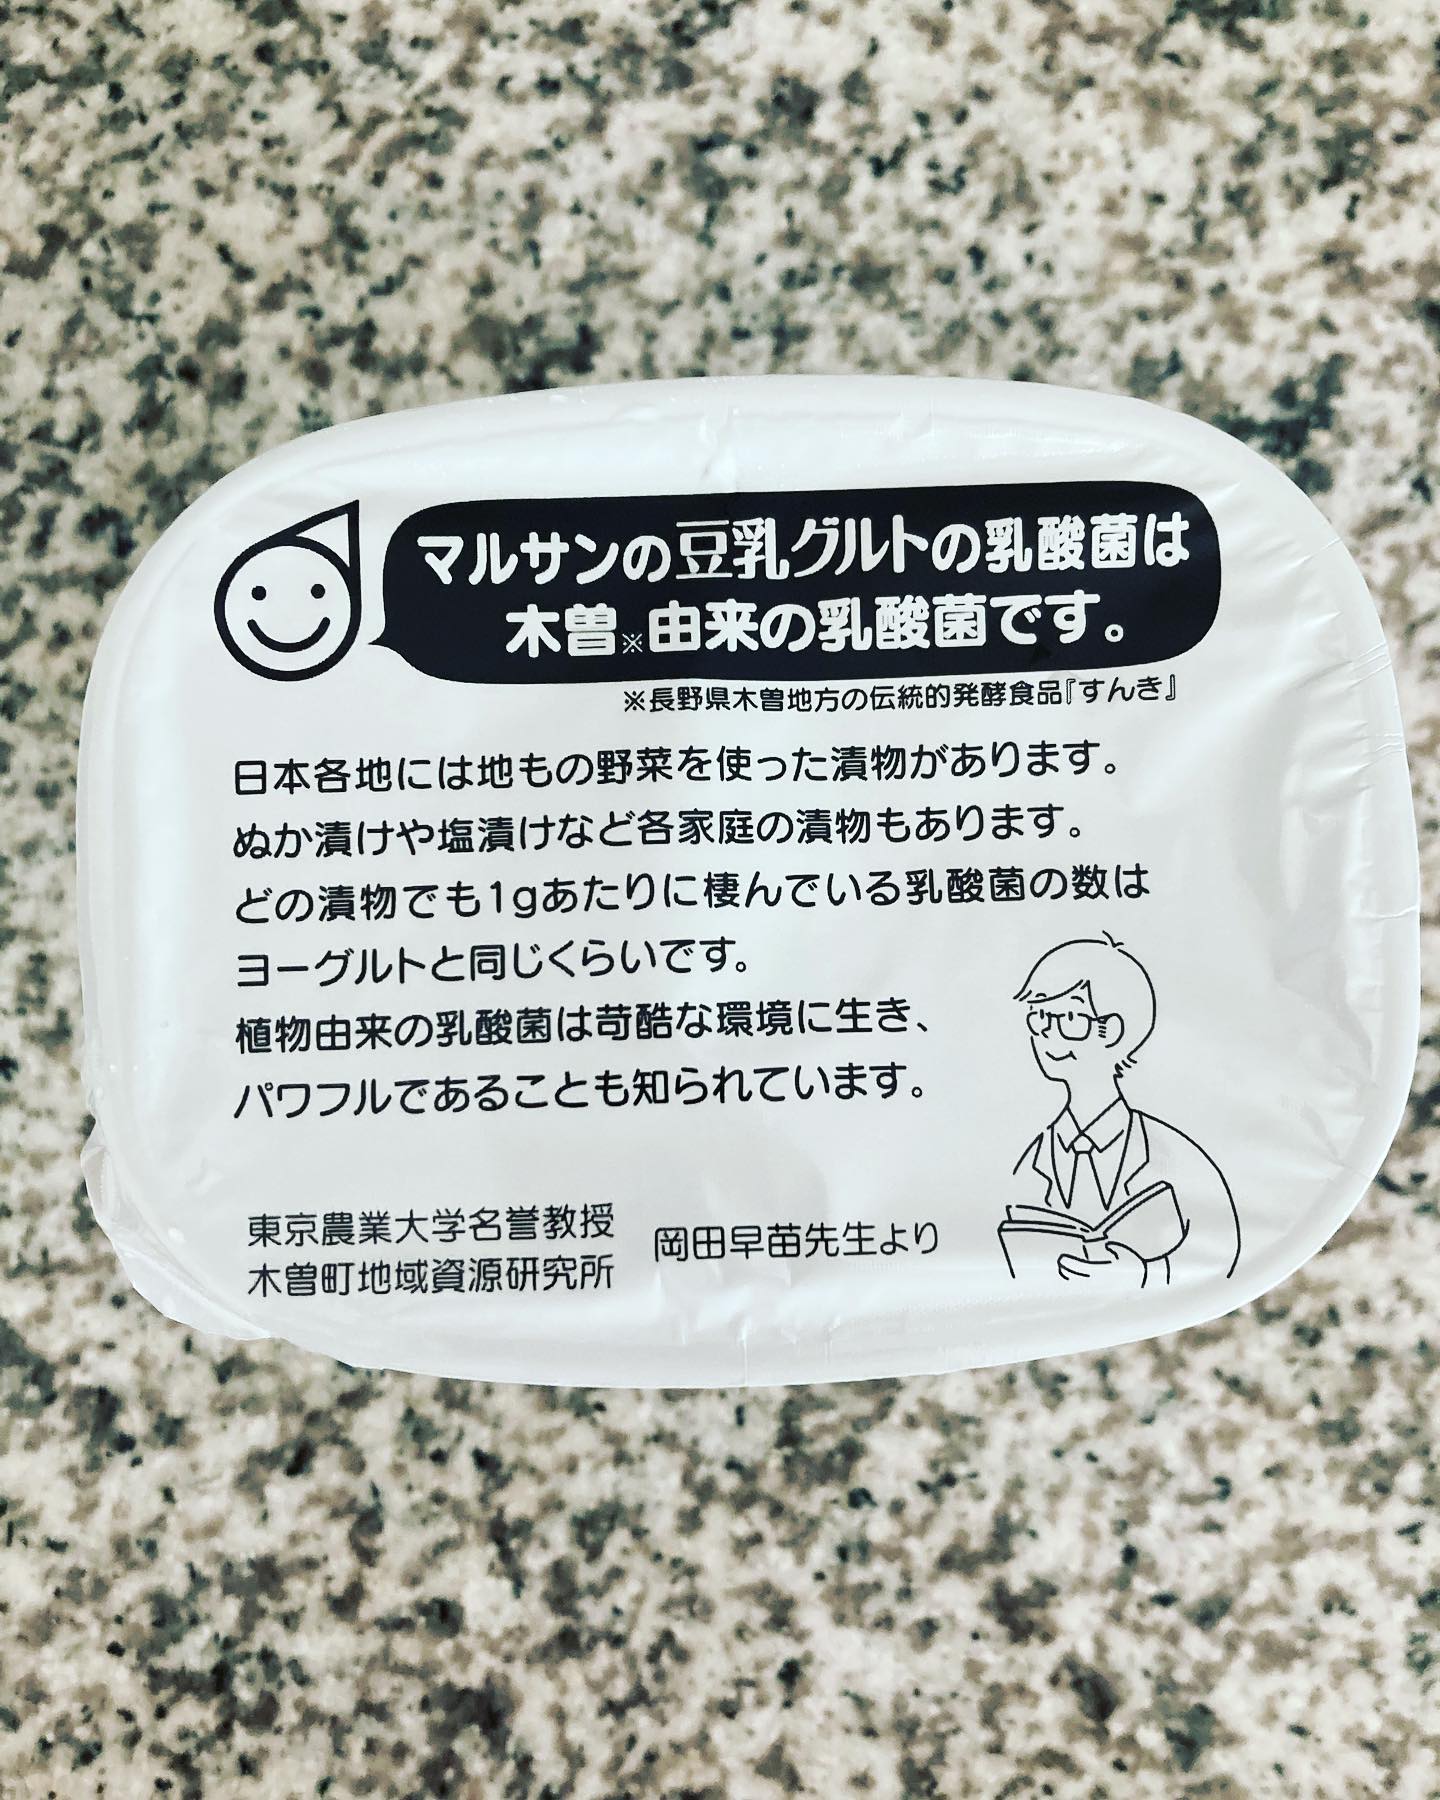 マルサンの豆乳グルトの乳酸菌は
木曽※由来の乳酸菌です。
※長野県木曽地方の伝統的発酵食品『すんき』
日本各地には地もの野菜を使った漬物があります。
ぬか漬けや塩漬けなど各家庭の漬物もあります。
どの漬物でも1gあたりに棲んでいる乳酸菌の数は
ヨーグルトと同じくらいです。
植物由来の乳酸菌は苛酷な環境に生き、
パワフルであることも知られています。
東京農業大学名誉教授
木曽町地域資源研究所
岡田早苗先生より